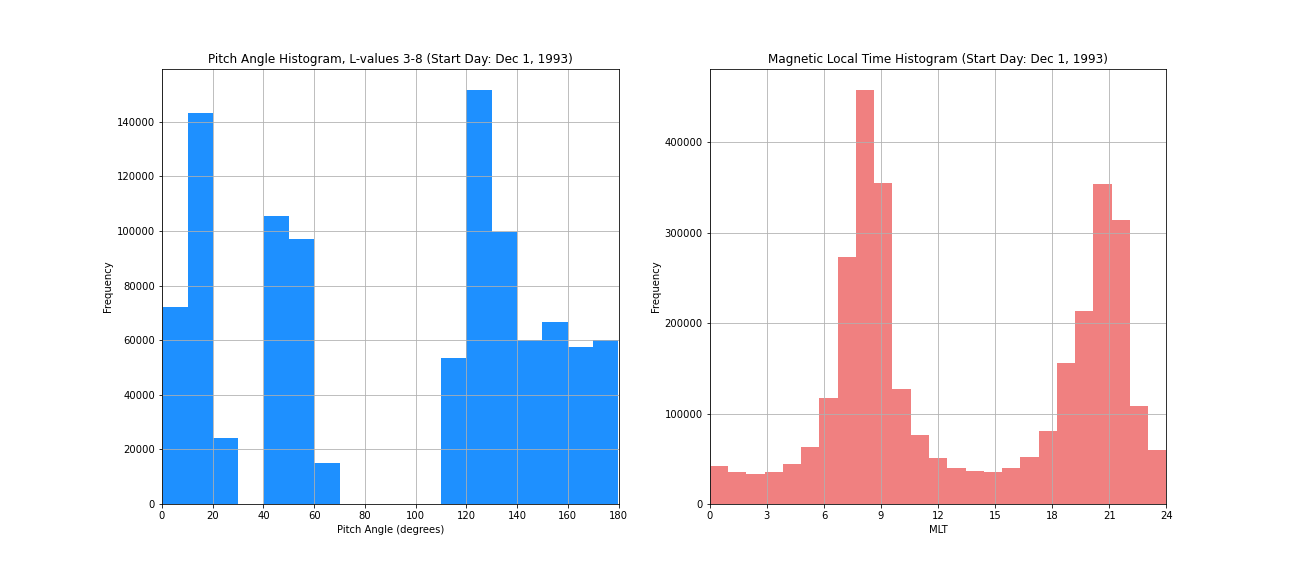 Pitch Angle Histogram, L-values 3-8 (Start Day: Dec 1, 1993)
Frequency
140000
120000
100000
80000
60000
40000
20000
0
0 20 40 60 80 100 120 140 160 180
Pitch Angle (degrees)
Magnetic Local Time Histogram (Start Day: Dec 1, 1993)
Frequency
400000
300000
200000
100000
0
0 3 6 9 12 15 18 21 24
MLT